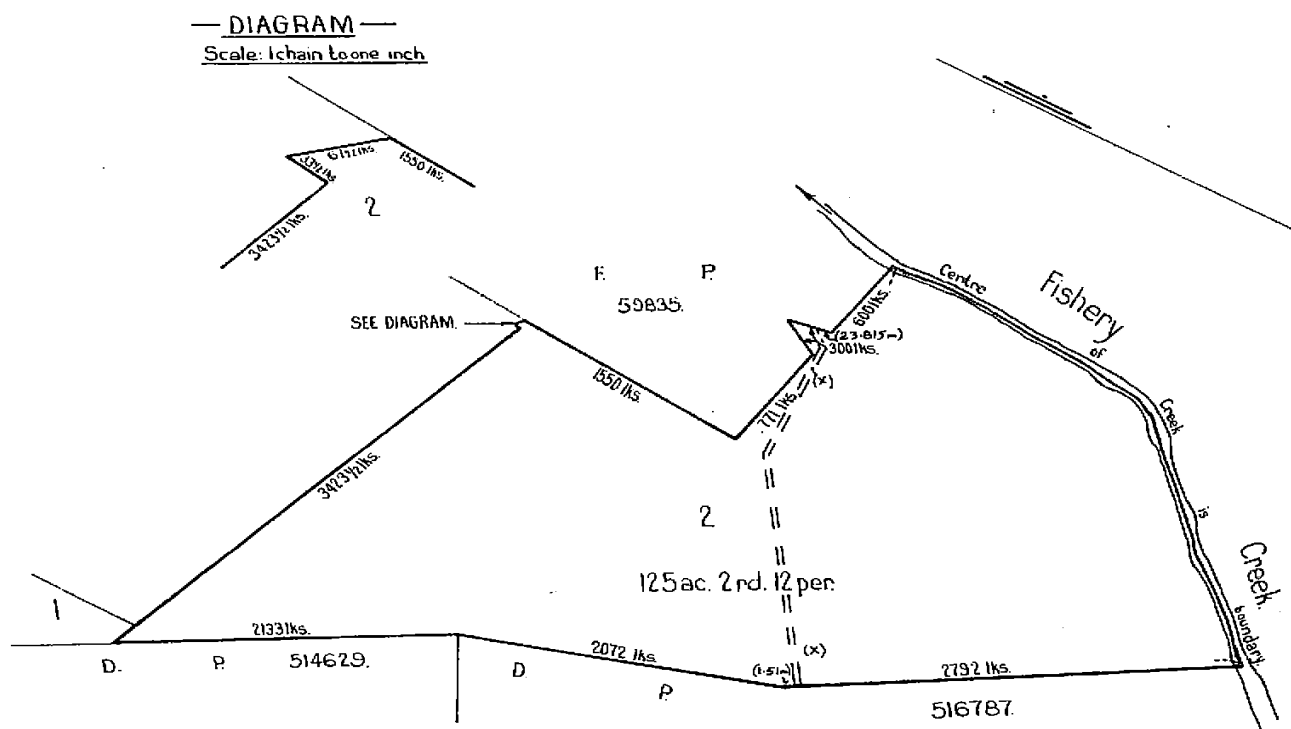 — DIAGRAM —
Scale: 1 chain to one inch
67½ lks.
33½ lks
1550 lks.
3423½ lks.
2
F. P.
59835.
SEE DIAGRAM.
1550 lks.
600 lks.
(23.815m)
300 lks.
(x)
771 lks.
3423½ lks.
2
125 ac. 2 rd. 12 per.
Centre
of
Creek
is
boundary.
Fishery
Creek.
1
2133 lks.
D. P. 514629.
2072 lks.
D P.
(x)
2792 lks.
516787.